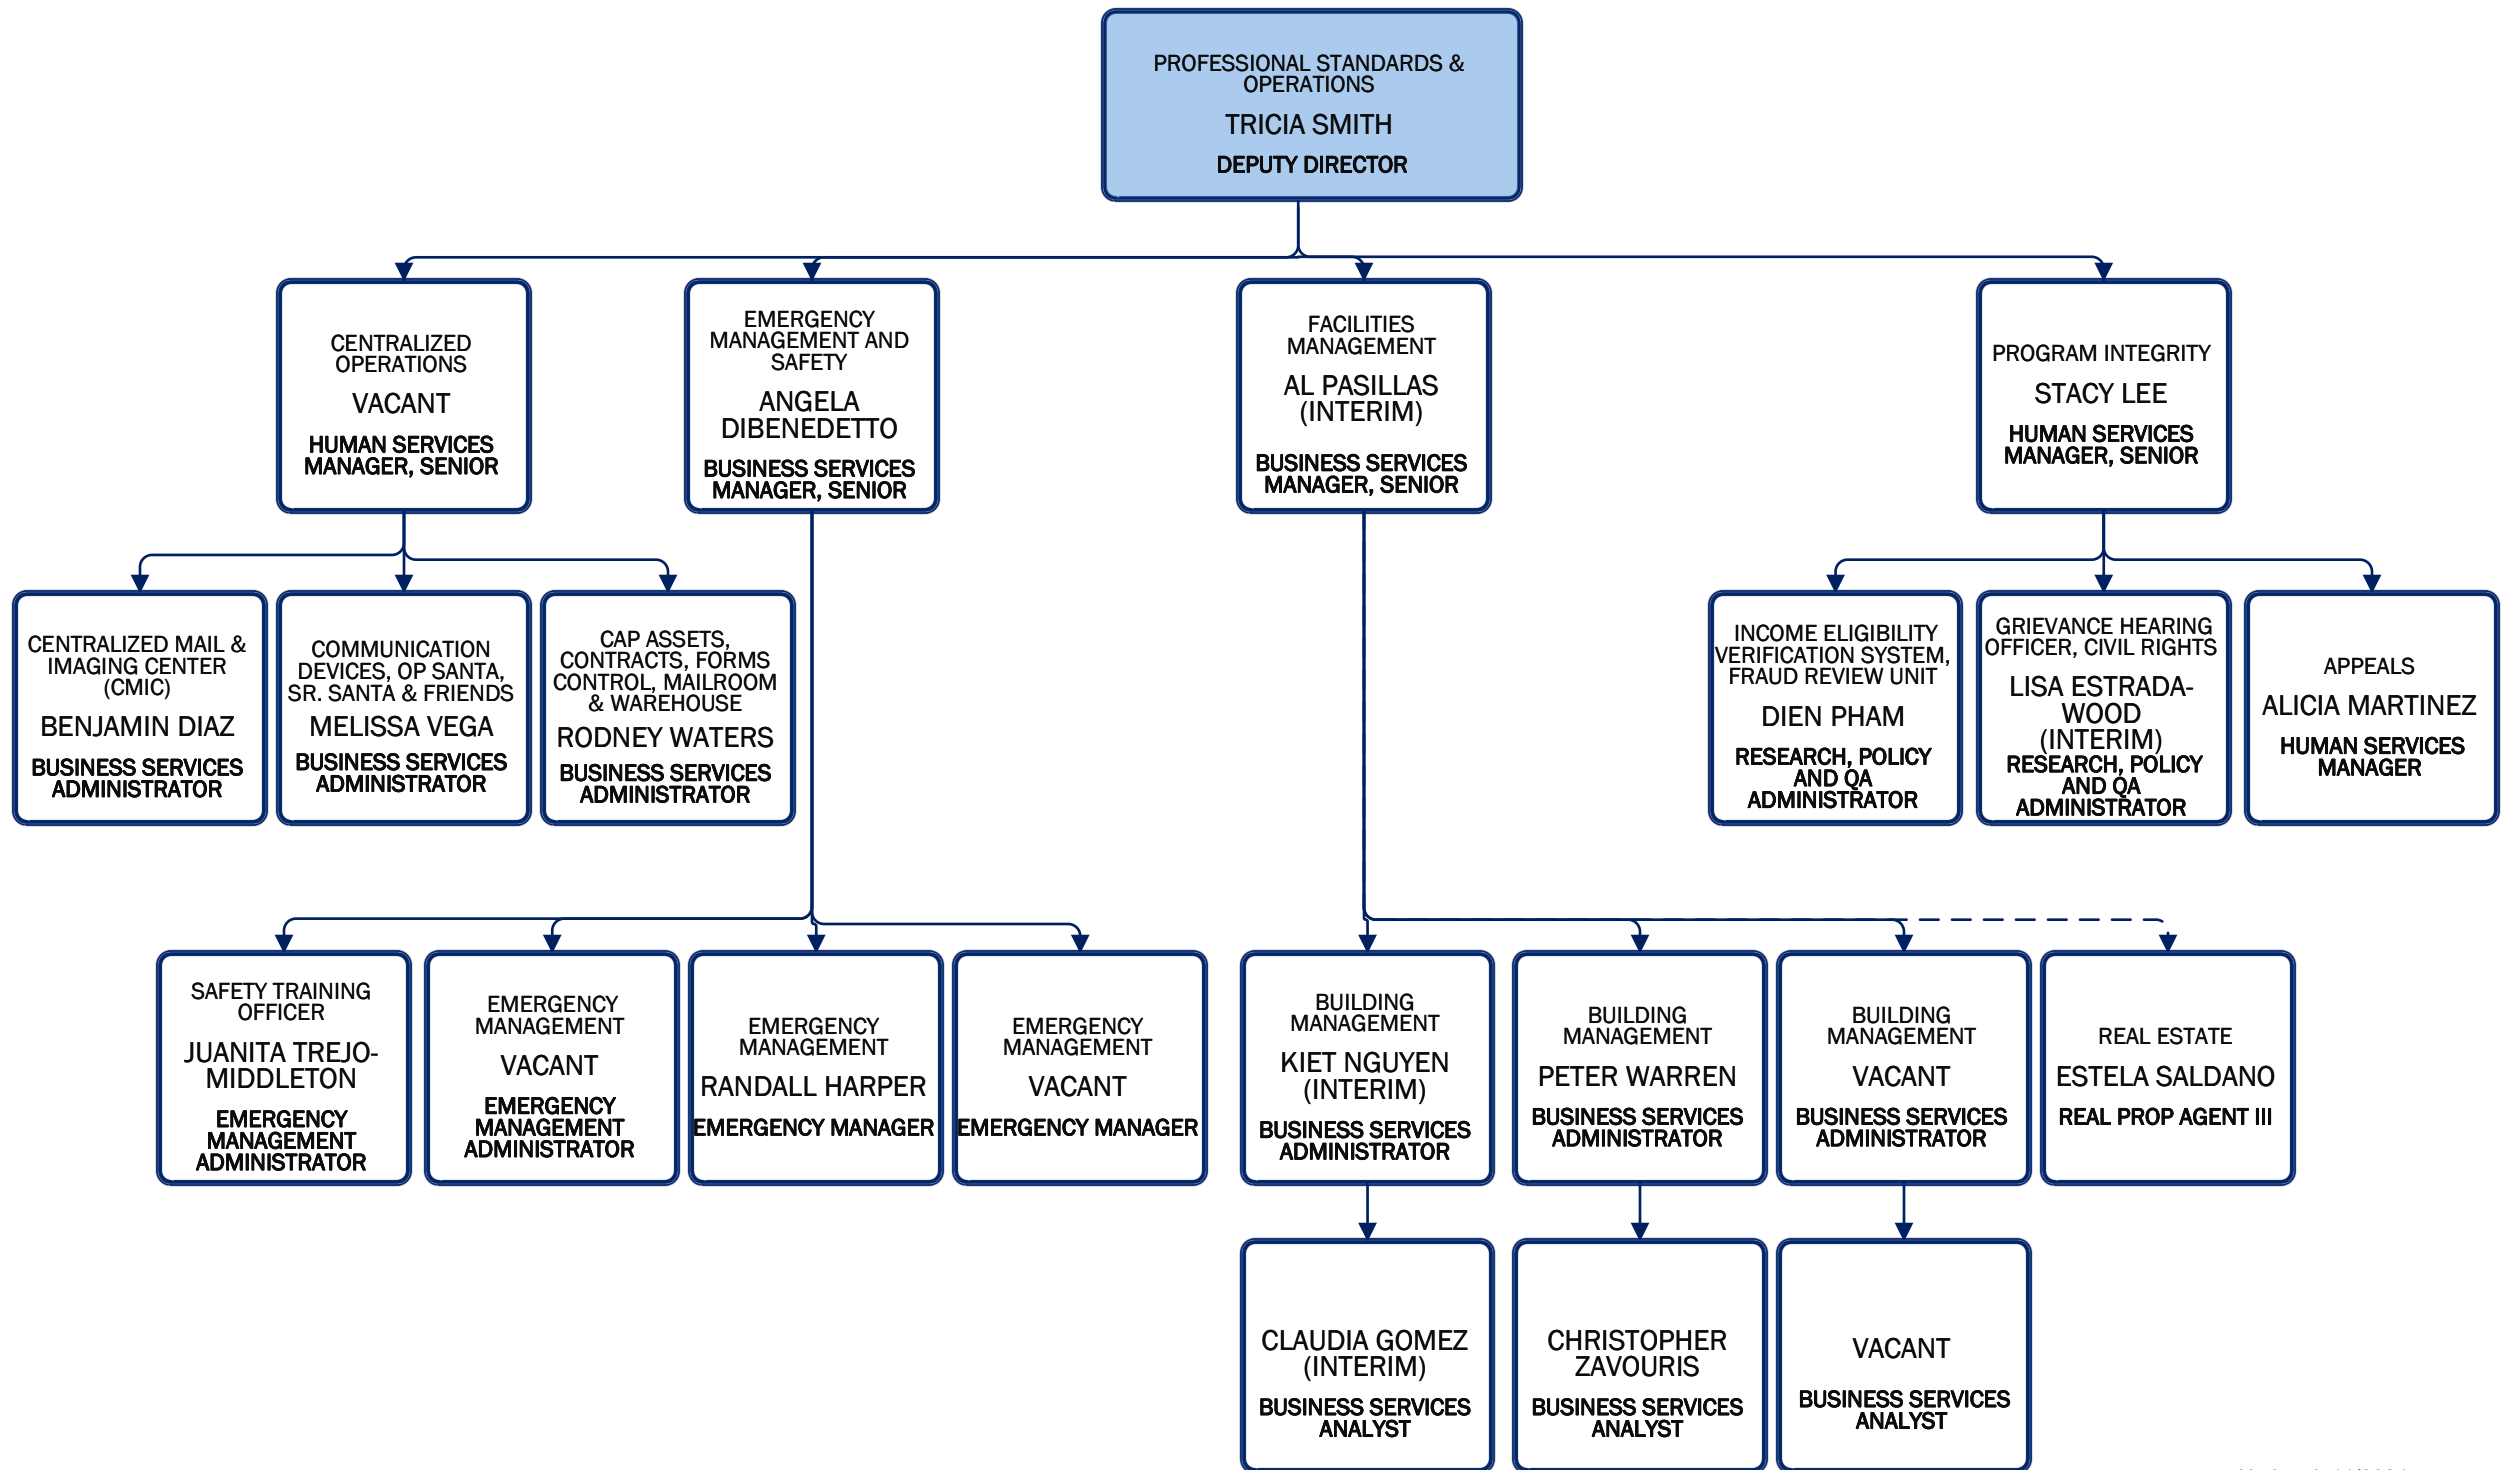 PROFESSIONAL STANDARDS &
OPERATIONS
TRICIA SMITH
DEPUTY DIRECTOR
CENTRALIZED
OPERATIONS
VACANT
HUMAN SERVICES
MANAGER, SENIOR
EMERGENCY
MANAGEMENT AND
SAFETY
ANGELA
DIBENEDETTO
BUSINESS SERVICES
MANAGER, SENIOR
FACILITIES
MANAGEMENT
AL PASILLAS
(INTERIM)
BUSINESS SERVICES
MANAGER, SENIOR
PROGRAM INTEGRITY
STACY LEE
HUMAN SERVICES
MANAGER, SENIOR
CENTRALIZED MAIL &
IMAGING CENTER
(CMIC)
BENJAMIN DIAZ
BUSINESS SERVICES
ADMINISTRATOR
COMMUNICATION
DEVICES, OP SANTA,
SR. SANTA & FRIENDS
MELISSA VEGA
BUSINESS SERVICES
ADMINISTRATOR
CAP ASSETS,
CONTRACTS, FORMS
CONTROL, MAILROOM
& WAREHOUSE
RODNEY WATERS
BUSINESS SERVICES
ADMINISTRATOR
INCOME ELIGIBILITY
VERIFICATION SYSTEM,
FRAUD REVIEW UNIT
DIEN PHAM
RESEARCH, POLICY
AND QA
ADMINISTRATOR
GRIEVANCE HEARING
OFFICER, CIVIL RIGHTS
LISA ESTRADA-
WOOD
(INTERIM)
RESEARCH, POLICY
AND QA
ADMINISTRATOR
APPEALS
ALICIA MARTINEZ
HUMAN SERVICES
MANAGER
SAFETY TRAINING
OFFICER
JUANITA TREJO-
MIDDLETON
EMERGENCY
MANAGEMENT
ADMINISTRATOR
EMERGENCY
MANAGEMENT
VACANT
EMERGENCY
MANAGEMENT
ADMINISTRATOR
EMERGENCY
MANAGEMENT
RANDALL HARPER
EMERGENCY MANAGER
EMERGENCY
MANAGEMENT
VACANT
EMERGENCY MANAGER
BUILDING
MANAGEMENT
KIET NGUYEN
(INTERIM)
BUSINESS SERVICES
ADMINISTRATOR
BUILDING
MANAGEMENT
PETER WARREN
BUSINESS SERVICES
ADMINISTRATOR
BUILDING
MANAGEMENT
VACANT
BUSINESS SERVICES
ADMINISTRATOR
REAL ESTATE
ESTELA SALDANO
REAL PROP AGENT III
CLAUDIA GOMEZ
(INTERIM)
BUSINESS SERVICES
ANALYST
CHRISTOPHER
ZAVOURIS
BUSINESS SERVICES
ANALYST
VACANT
BUSINESS SERVICES
ANALYST